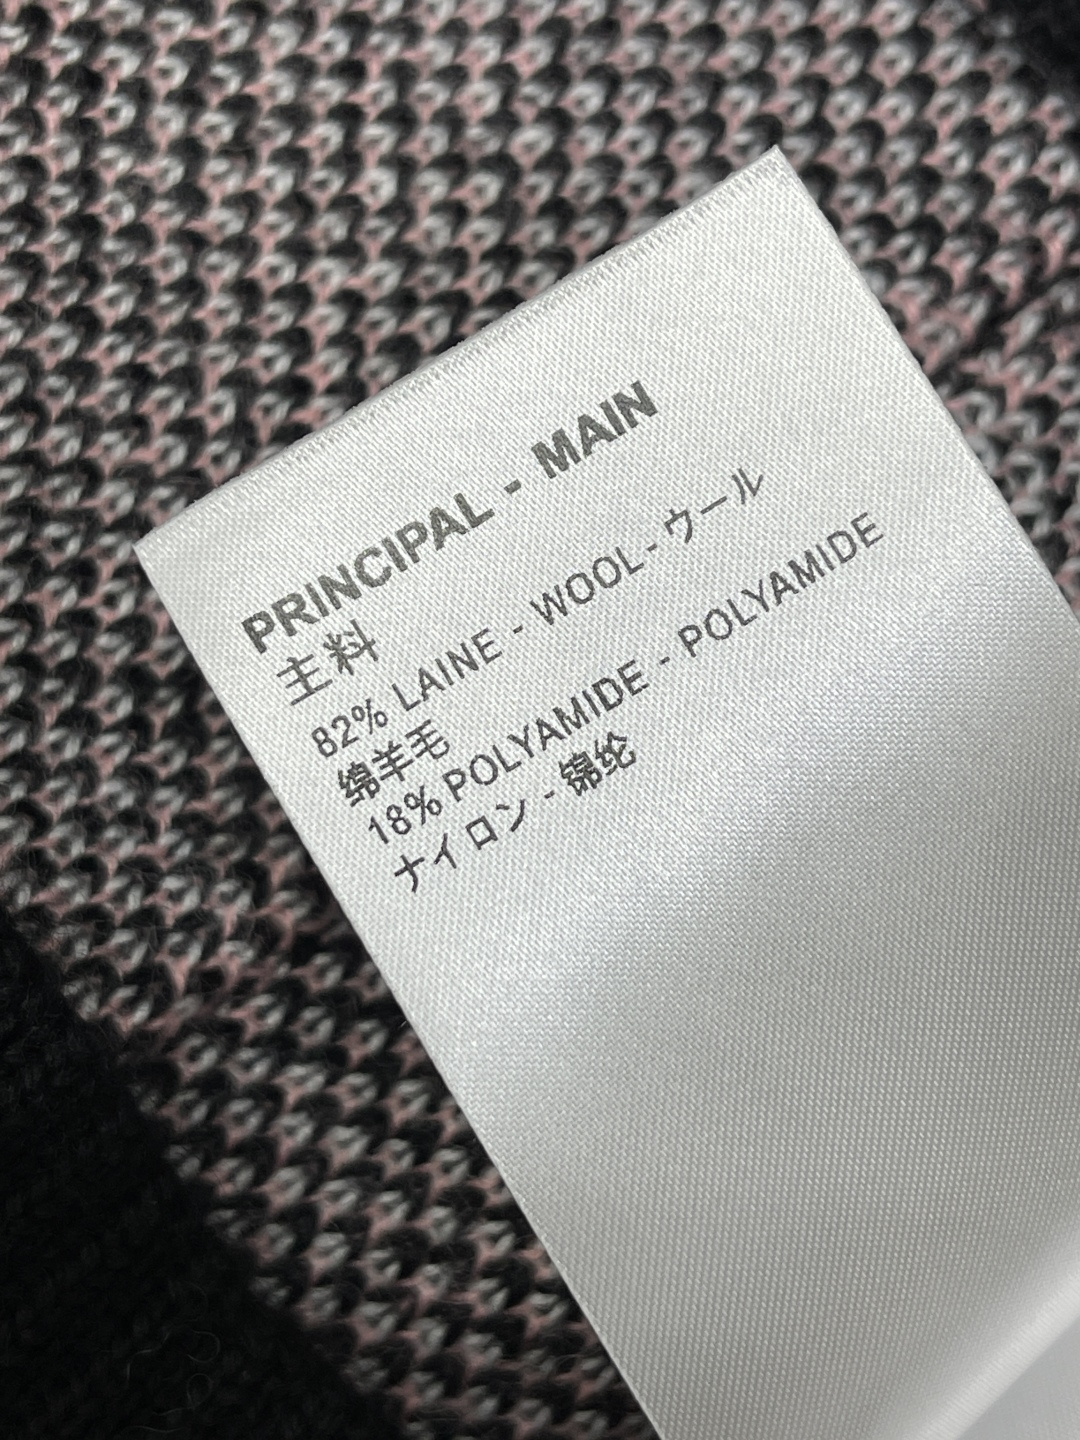 PRINCIPAL - MAIN
主料
82% LAINE - WOOL - ウール
绵羊毛
18% POLYAMIDE - POLYAMIDE
ナイロン - 锦纶